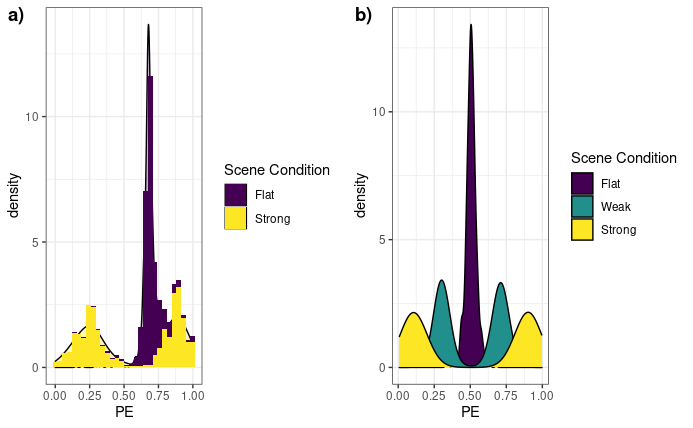 a)
density
10
5
0
0.00 0.25 0.50 0.75 1.00
PE
Scene Condition
Flat
Strong
b)
density
10
5
0
0.00 0.25 0.50 0.75 1.00
PE
Scene Condition
Flat
Weak
Strong